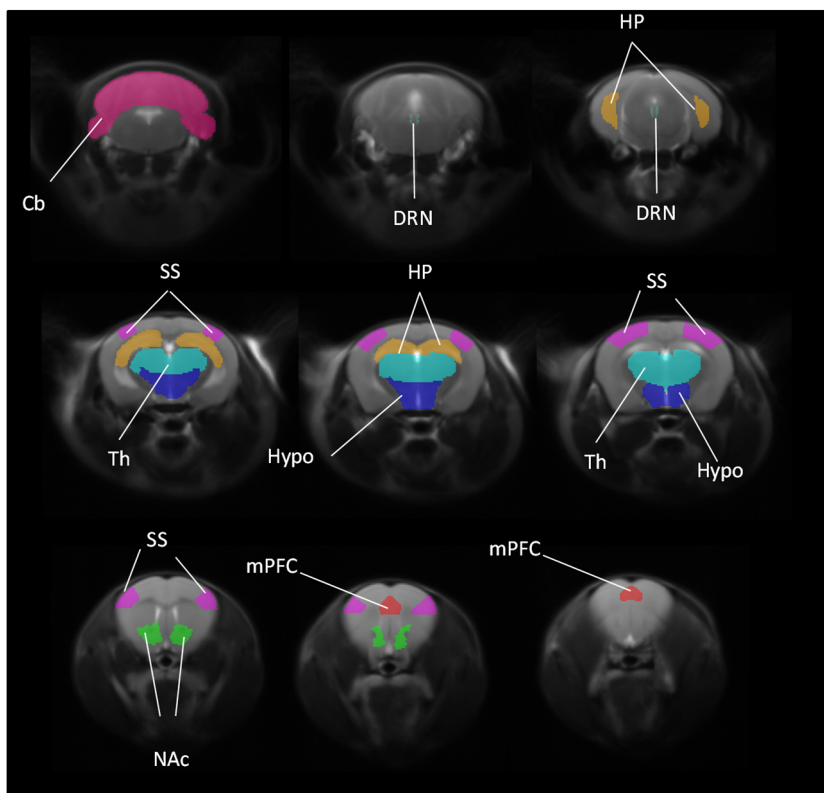 HP
Cb
DRN
DRN
SS
HP
SS
Th
Hypo
Th
Hypo
SS
mPFC
mPFC
NAc